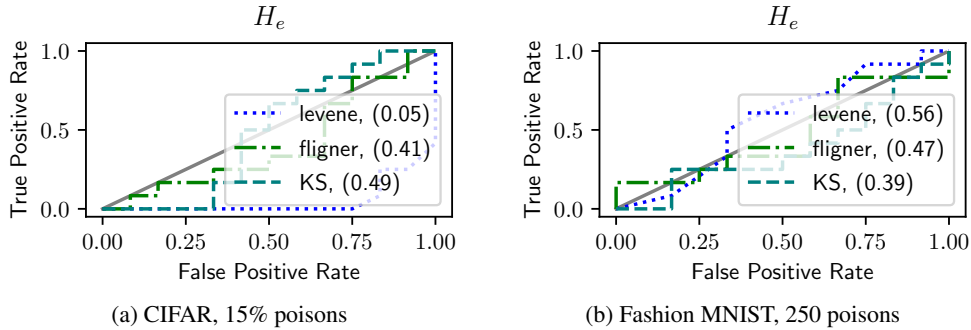 H_e
True Positive Rate
1.0
0.5
0.0
levene, (0.05)
fligner, (0.41)
KS, (0.49)
0.00 0.25 0.50 0.75 1.00
False Positive Rate
(a) CIFAR, 15% poisons
H_e
True Positive Rate
1.0
0.5
0.0
levene, (0.56)
fligner, (0.47)
KS, (0.39)
0.00 0.25 0.50 0.75 1.00
False Positive Rate
(b) Fashion MNIST, 250 poisons